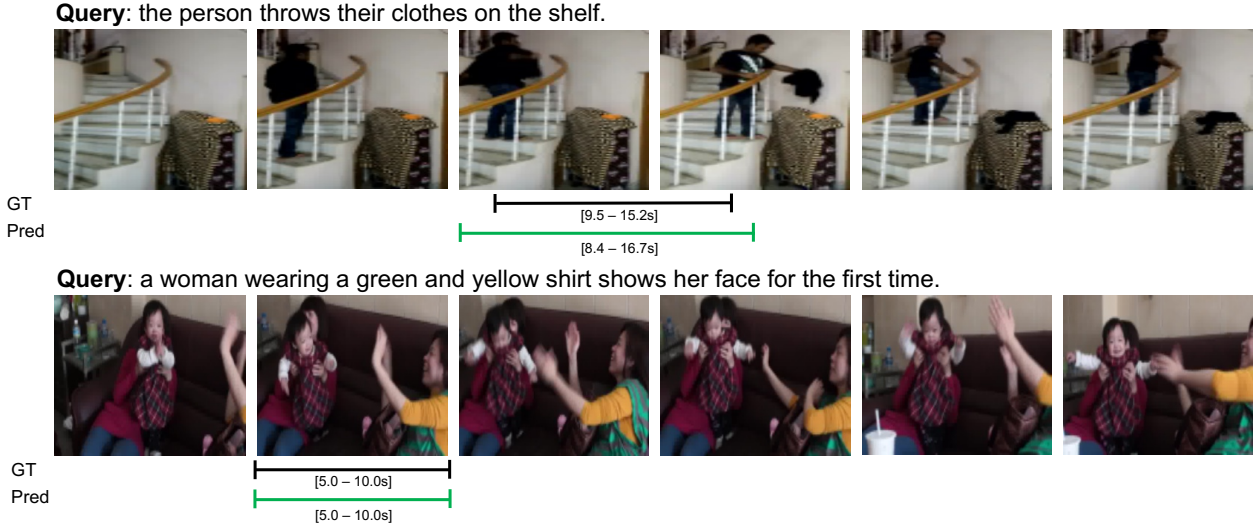 Query: the person throws their clothes on the shelf.
GT
[9.5 – 15.2s]
Pred
[8.4 – 16.7s]
Query: a woman wearing a green and yellow shirt shows her face for the first time.
GT
[5.0 – 10.0s]
Pred
[5.0 – 10.0s]